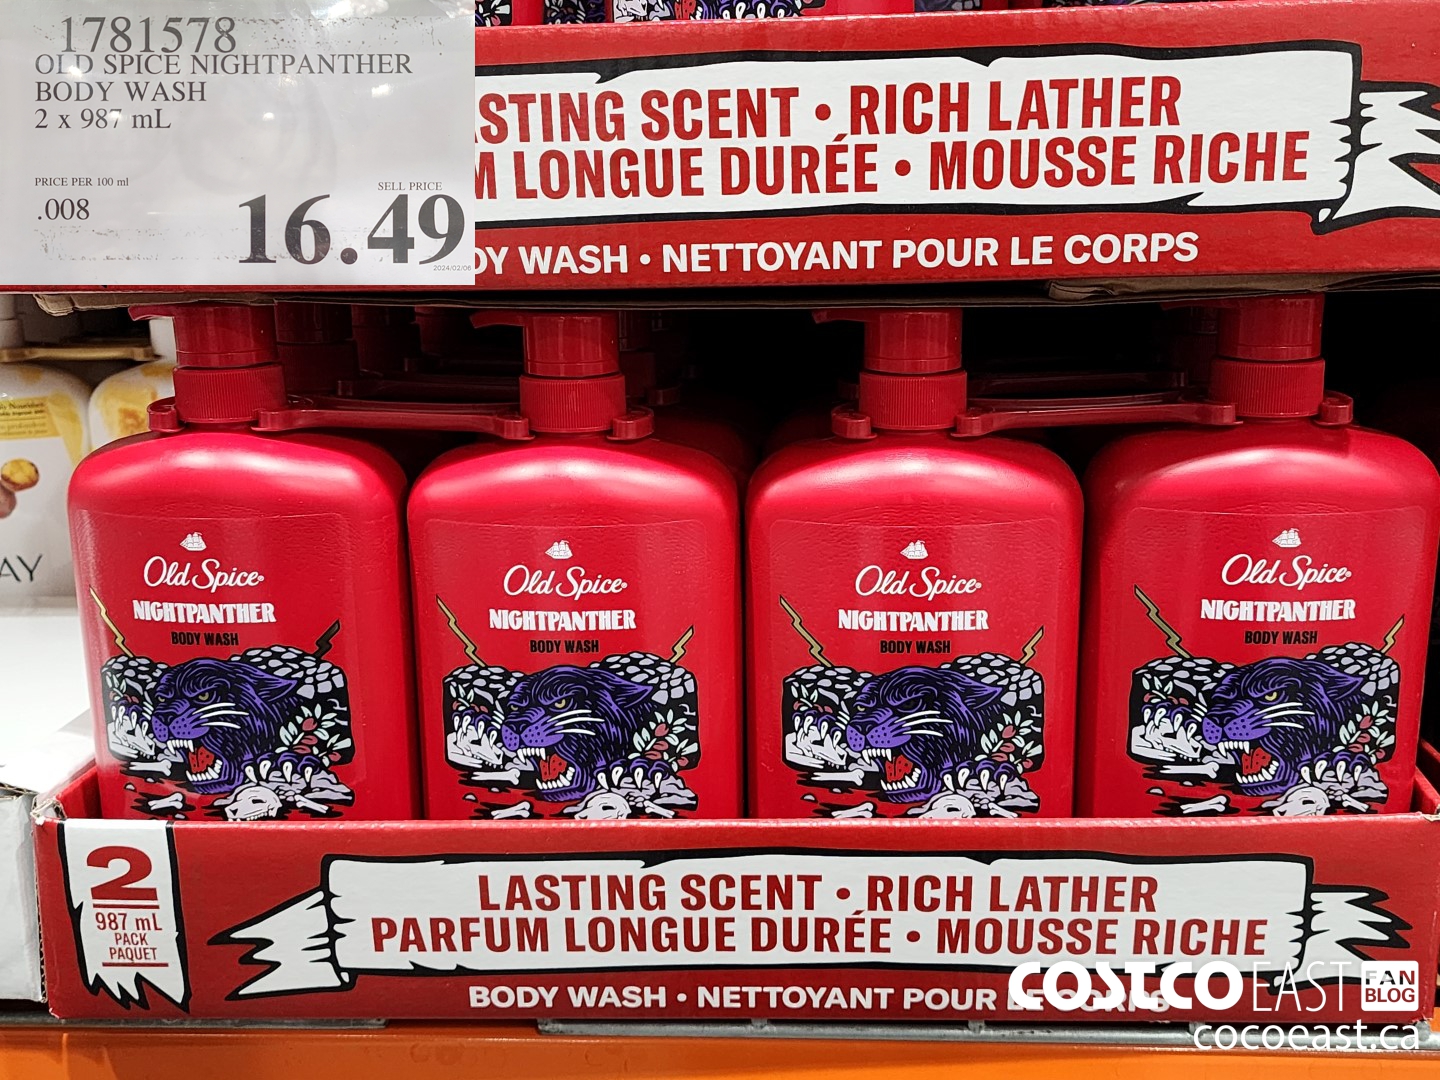 1781578
OLD SPICE NIGHTPANTHER
BODY WASH
2 x 987 mL
PRICE PER 100 ml
.008
SELL PRICE
16.49
2024/02/06
ASTING SCENT • RICH LATHER
M LONGUE DURÉE • MOUSSE RICHE
DY WASH • NETTOYANT POUR LE CORPS
AY
Old Spice
NIGHTPANTHER
BODY WASH
Old Spice
NIGHTPANTHER
BODY WASH
Old Spice
NIGHTPANTHER
BODY WASH
Old Spice
NIGHTPANTHER
BODY WASH
2
987 mL
PACK
PAQUET
LASTING SCENT • RICH LATHER
PARFUM LONGUE DURÉE • MOUSSE RICHE
BODY WASH • NETTOYANT POUR LE CORPS
COSTCO EAST FAN BLOG
cocoeast.ca